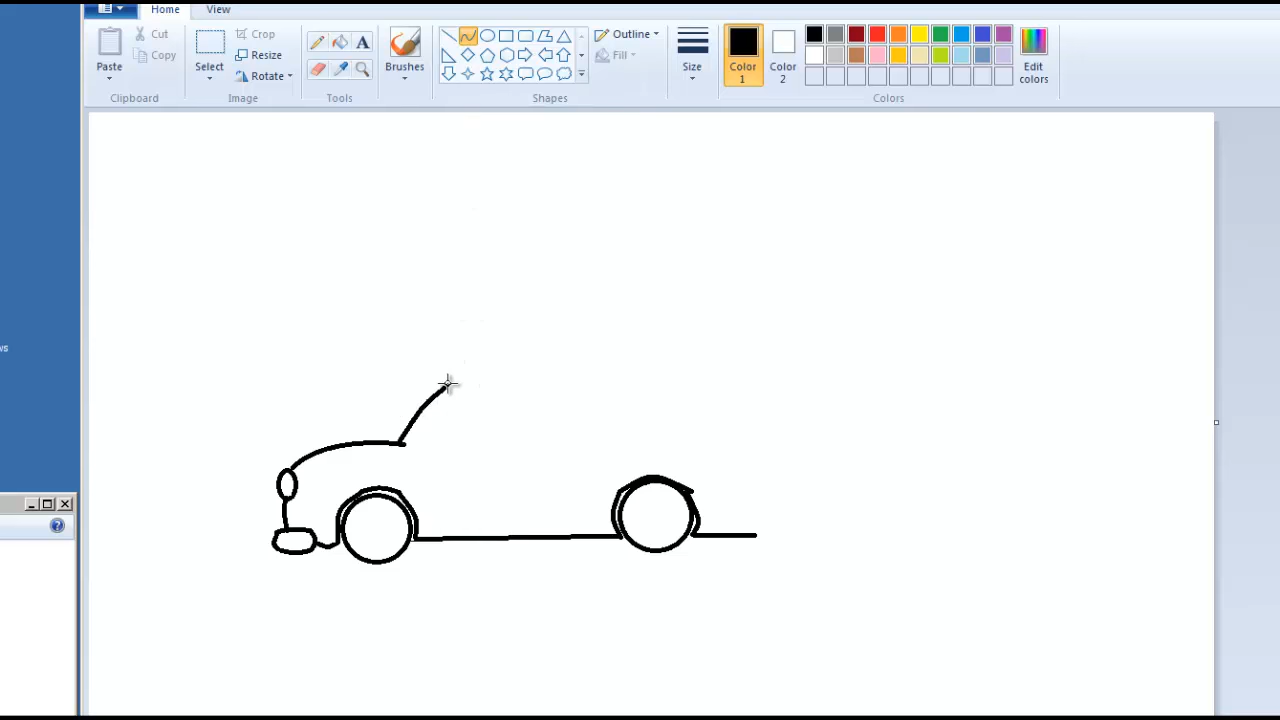 Home View
Cut
Copy
Paste
Clipboard
Select
Crop
Resize
Rotate
Image
A
Tools
Brushes
Shapes
Outline
Fill
Size
Color 1
Color 2
Edit colors
Colors
ws
?